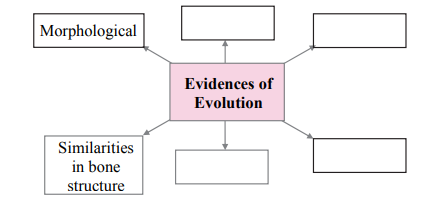 Morphological
Evidences of
Evolution
Similarities
in bone
structure